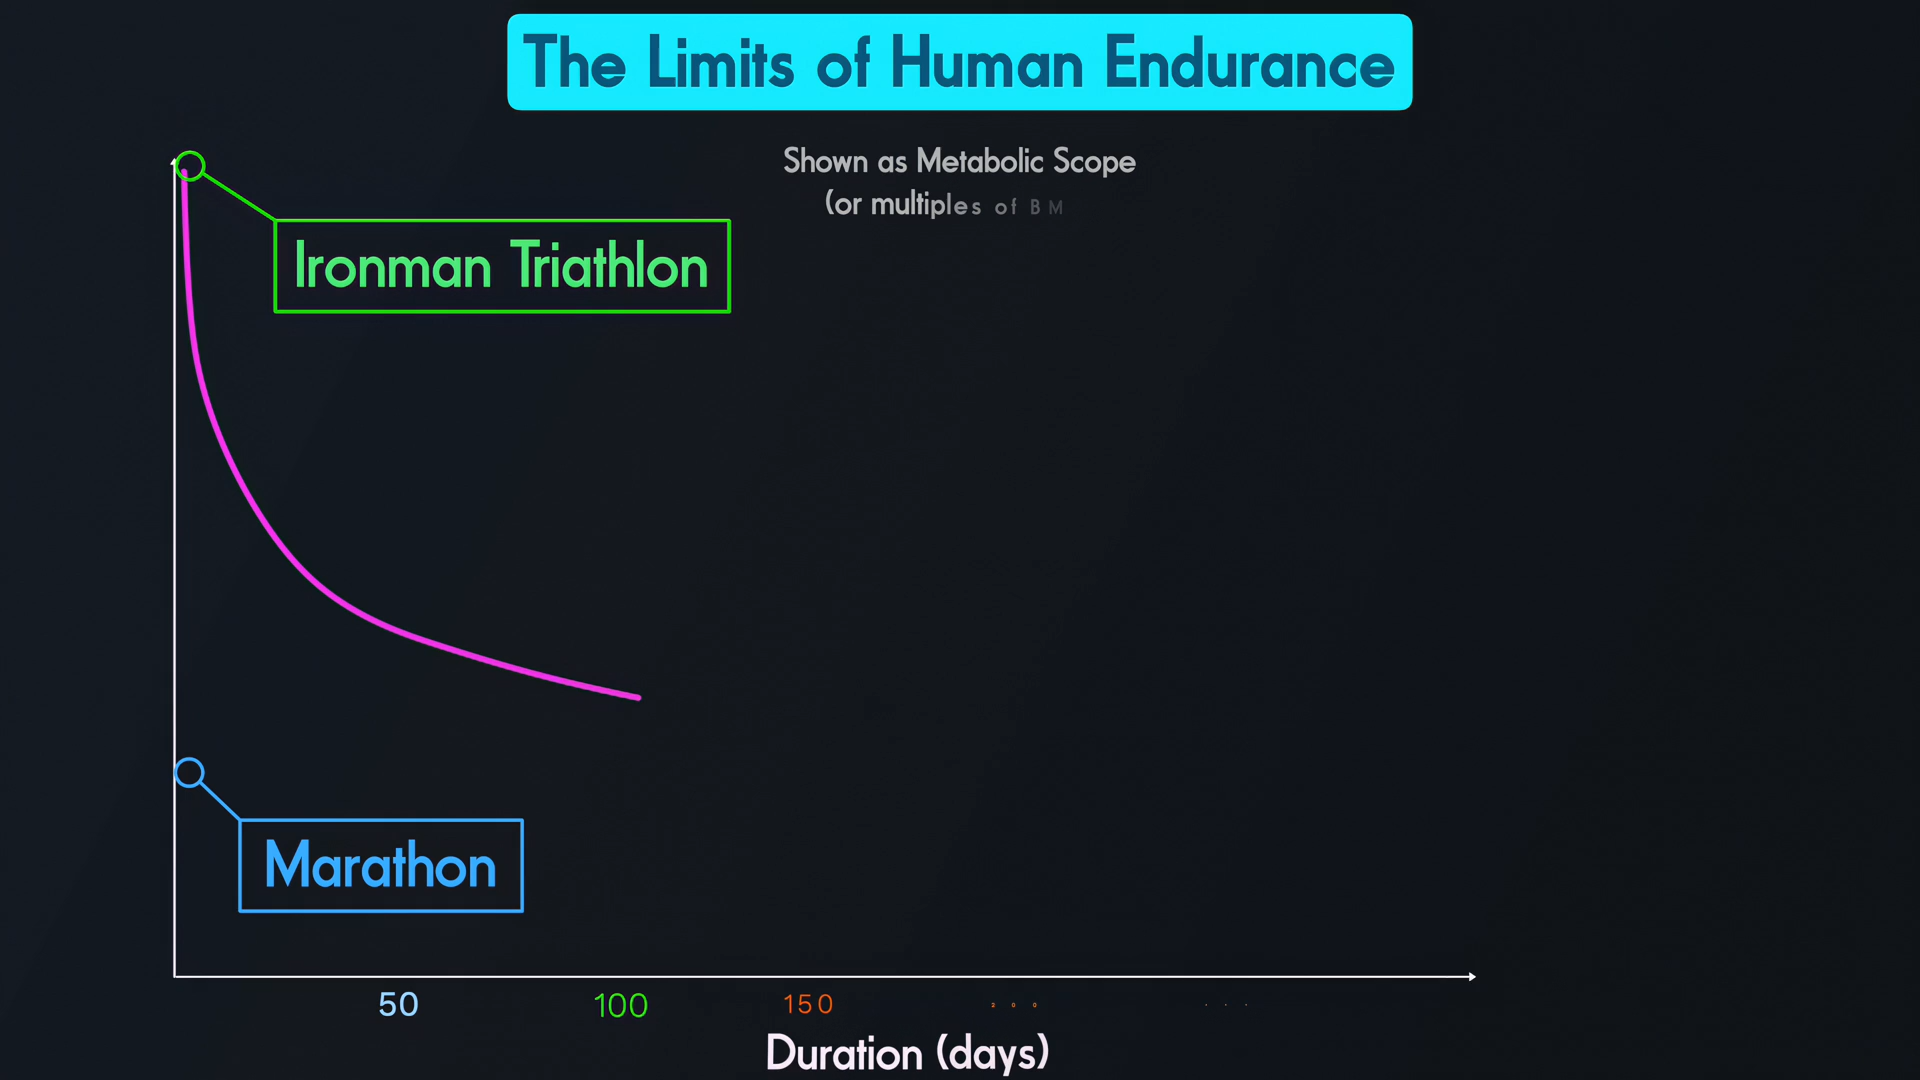 The Limits of Human Endurance
Shown as Metabolic Scope
(or multiples of BM
Ironman Triathlon
Marathon
50 100 150
Duration (days)